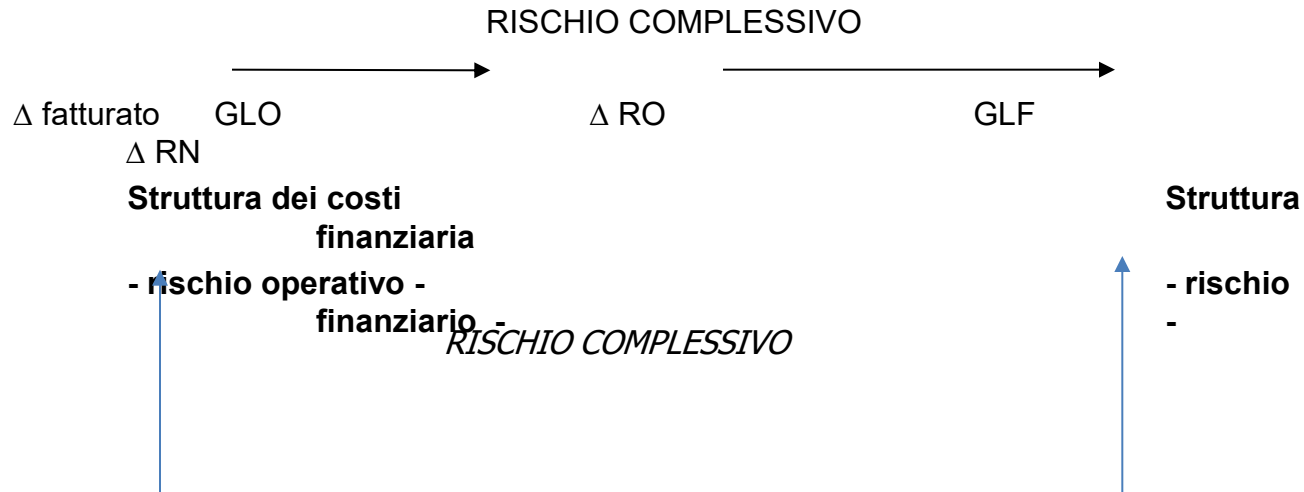 RISCHIO COMPLESSIVO
∆ fatturato GLO ∆ RO GLF
∆ RN
Struttura dei costi Struttura
finanziaria
- rischio operativo - - rischio
finanziario - -
RISCHIO COMPLESSIVO